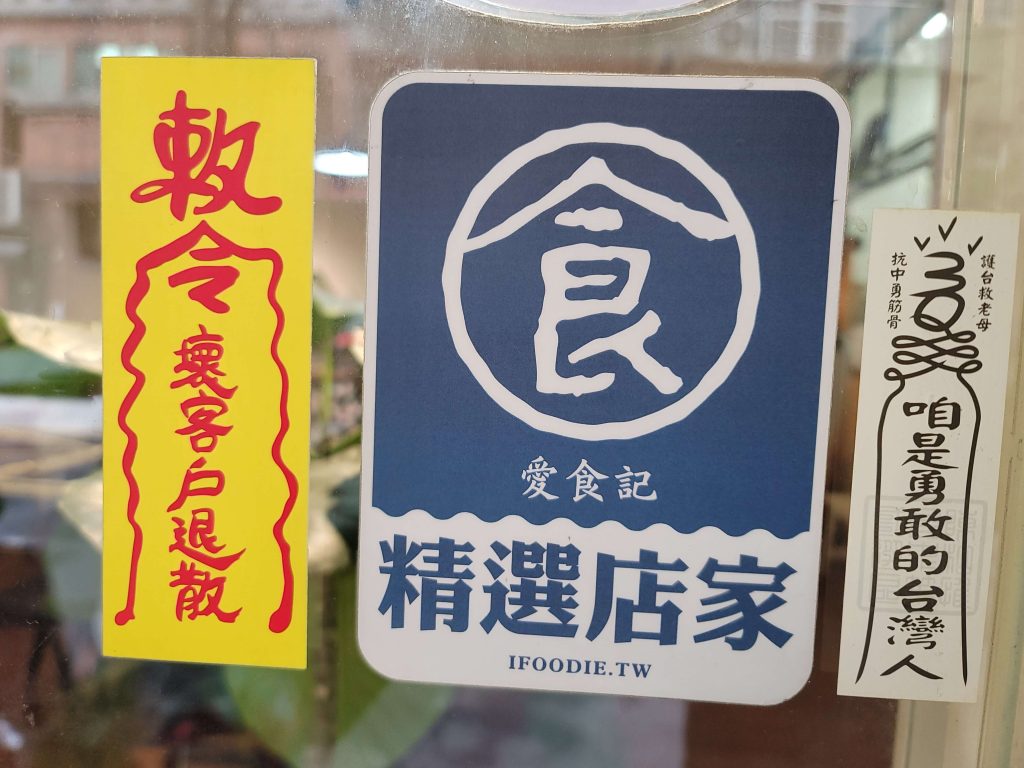 敕令
壞客戶退散
食
愛食記
精選店家
IFOODIE.TW
護台救老母
抗中勇筋骨
咱是勇敢的台灣人